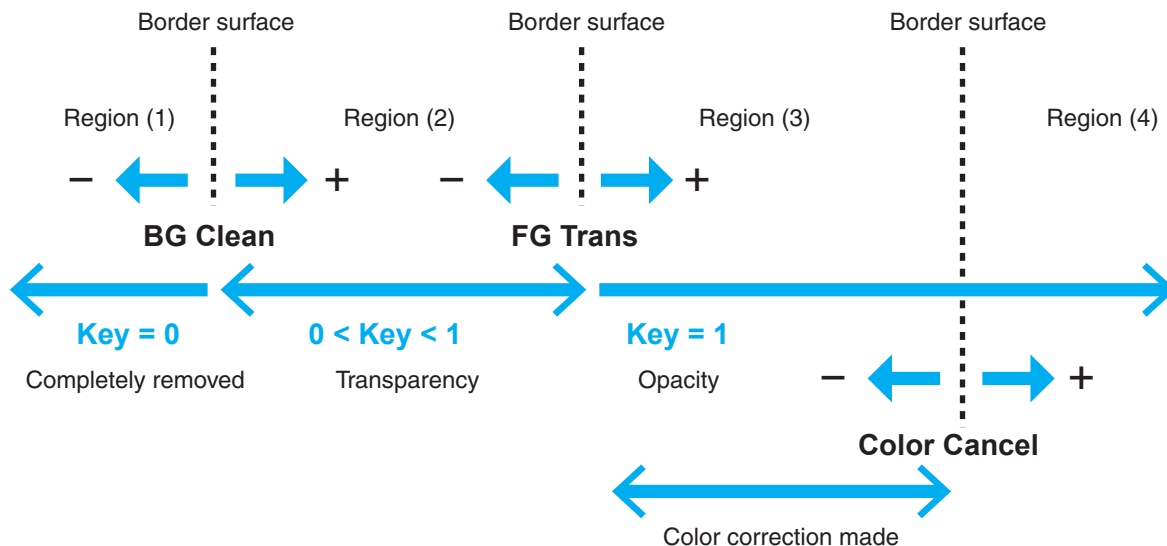 Border surface
Border surface
Border surface
Region (1)
Region (2)
Region (3)
Region (4)
− +
− +
BG Clean
FG Trans
Key = 0
0 < Key < 1
Key = 1
Completely removed
Transparency
Opacity
− +
Color Cancel
Color correction made